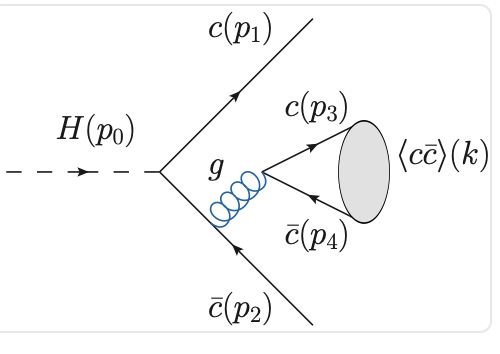 c(p₁)
H(p₀)
c(p₃)
g
⟨cc̄⟩(k)
c̄(p₄)
c̄(p₂)